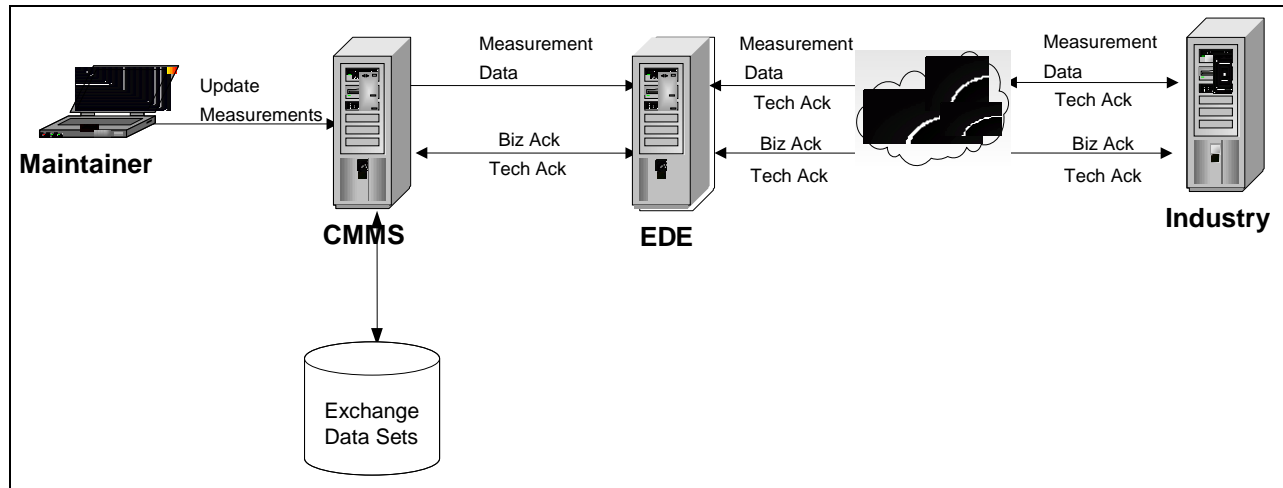 Update
Measurements
Maintainer
CMMS
Measurement
Data
Biz Ack
Tech Ack
EDE
Measurement
Data
Tech Ack
Biz Ack
Tech Ack
Measurement
Data
Tech Ack
Biz Ack
Tech Ack
Industry
Exchange
Data Sets